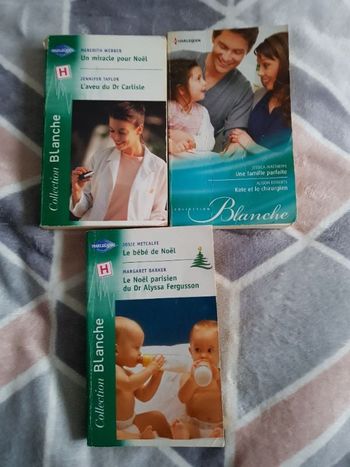 HARLEQUIN
H
MEREDITH WEBBER
Un miracle pour Noël
JENNIFER TAYLOR
L'aveu du Dr Carlisle
Collection Blanche
HARLEQUIN
JESSICA MATTHEWS
Une famille parfaite
ALISON ROBERTS
Kate et le chirurgien
COLLECTION
Blanche
HARLEQUIN
H
JOSIE METCALFE
Le bébé de Noël
MARGARET BARKER
Le Noël parisien
du Dr Alyssa Fergusson
Collection Blanche